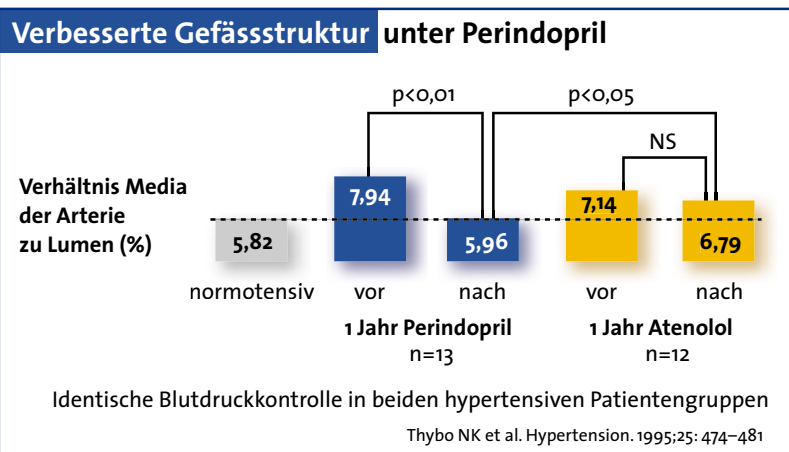 Verbesserte Gefässstruktur unter Perindopril
p<0,01
p<0,05
NS
Verhältnis Media
der Arterie
zu Lumen (%)
5,82
7,94
5,96
7,14
6,79
normotensiv vor nach vor nach
1 Jahr Perindopril 1 Jahr Atenolol
n=13 n=12
Identische Blutdruckkontrolle in beiden hypertensiven Patientengruppen
Thybo NK et al. Hypertension. 1995;25: 474–481